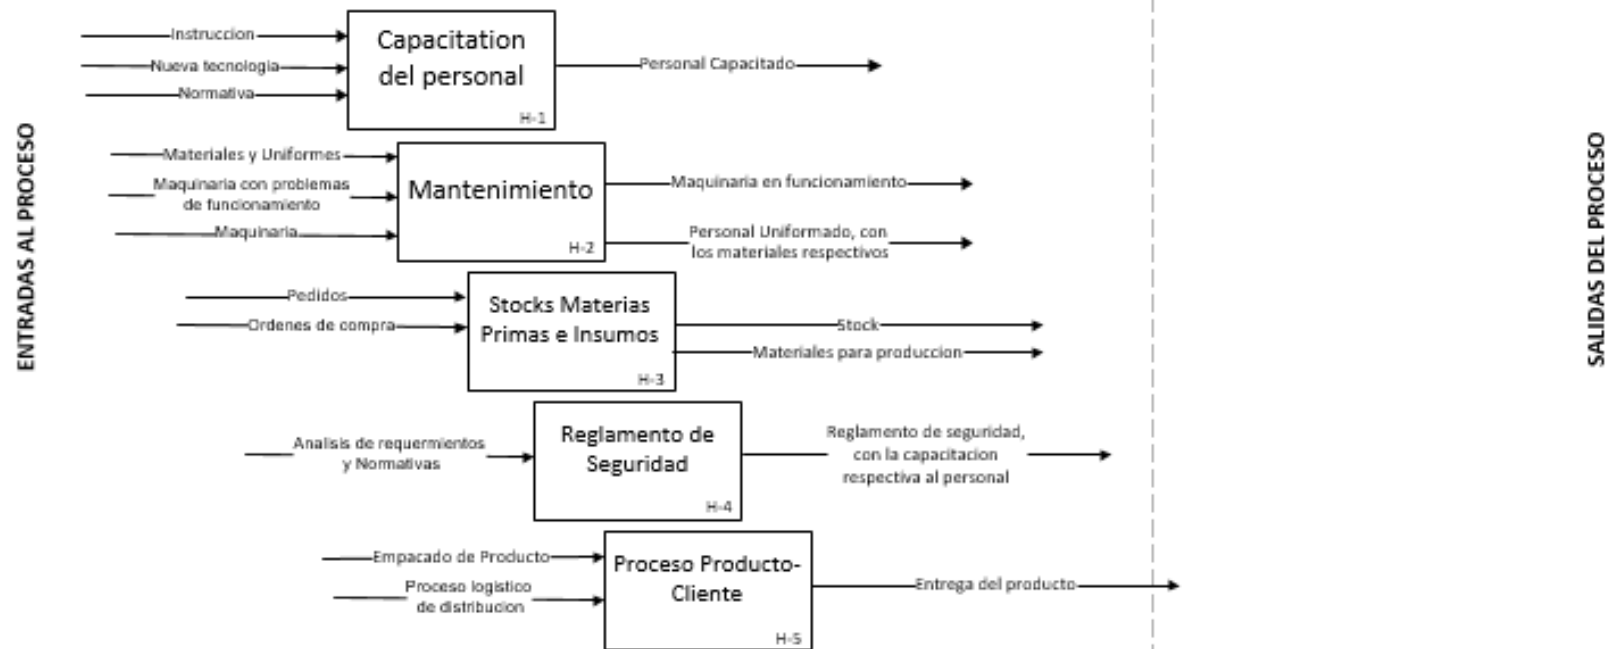 ENTRADAS AL PROCESO
Instruccion
Nueva tecnologia
Normativa
Capacitation
del personal
H-1
Personal Capacitado
Materiales y Uniformes
Maquinaria con problemas
de funcionamiento
Maquinaria
Mantenimiento
H-2
Maquinaria en funcionamiento
Personal Uniformado, con
los materiales respectivos
Pedidos
Ordenes de compra
Stocks Materias
Primas e Insumos
H-3
Stock
Materiales para produccion
Analisis de requermientos
y Normativas
Reglamento de
Seguridad
H-4
Reglamento de seguridad,
con la capacitacion
respectiva al personal
Empacado de Producto
Proceso logistico
de distribucion
Proceso Producto-
Cliente
H-5
Entrega del producto
SALIDAS DEL PROCESO